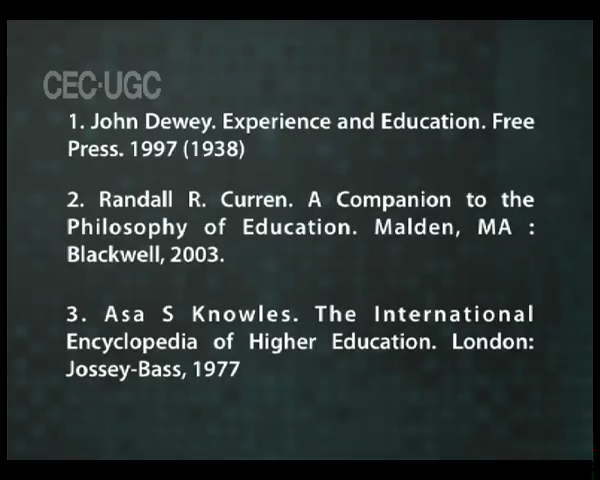 CEC-UGC
1. John Dewey. Experience and Education. Free
Press. 1997 (1938)
2. Randall R. Curren. A Companion to the
Philosophy of Education. Malden, MA :
Blackwell, 2003.
3. Asa S Knowles. The International
Encyclopedia of Higher Education. London:
Jossey-Bass, 1977